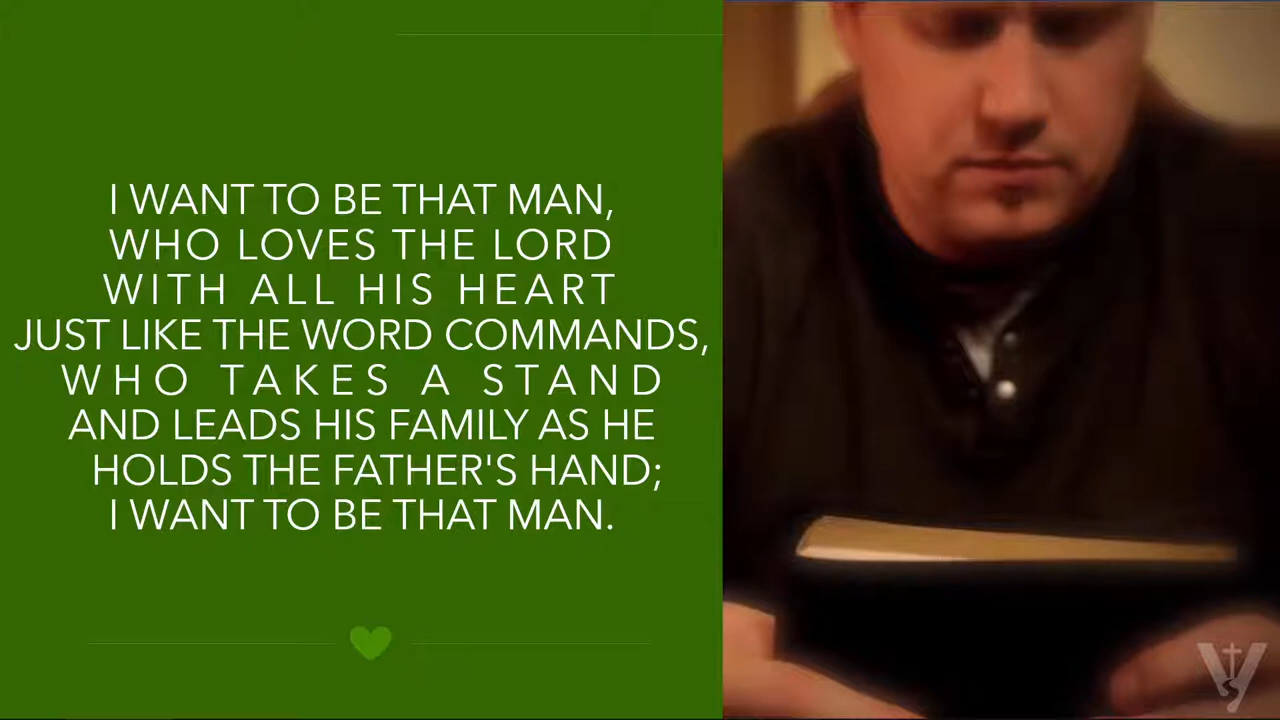 I WANT TO BE THAT MAN,
WHO LOVES THE LORD
WITH ALL HIS HEART
JUST LIKE THE WORD COMMANDS,
WHO TAKES A STAND
AND LEADS HIS FAMILY AS HE
HOLDS THE FATHER'S HAND;
I WANT TO BE THAT MAN.